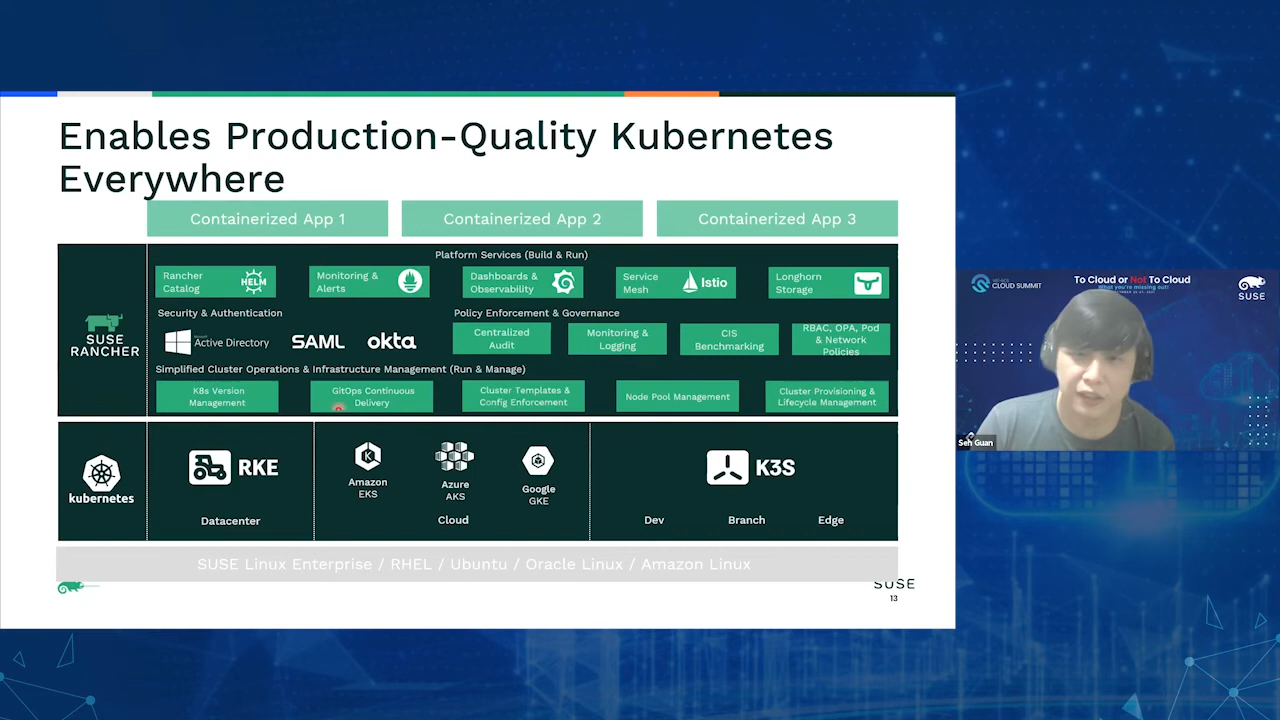 Enables Production-Quality Kubernetes
Everywhere
Containerized App 1
Containerized App 2
Containerized App 3
SUSE
RANCHER
Platform Services (Build & Run)
Rancher
Catalog
HELM
Monitoring &
Alerts
Dashboards &
Observability
Service
Mesh
Istio
Longhorn
Storage
Security & Authentication
Active Directory
SAML
okta
Policy Enforcement & Governance
Centralized
Audit
Monitoring &
Logging
CIS
Benchmarking
RBAC, OPA, Pod
& Network
Policies
Simplified Cluster Operations & Infrastructure Management (Run & Manage)
K8s Version
Management
GitOps Continuous
Delivery
Cluster Templates &
Config Enforcement
Node Pool Management
Cluster Provisioning &
Lifecycle Management
kubernetes
RKE
Datacenter
Amazon
EKS
Azure
AKS
Google
GKE
Cloud
K3S
Dev
Branch
Edge
SUSE Linux Enterprise / RHEL / Ubuntu / Oracle Linux / Amazon Linux
SUSE
13
CLOUD SUMMIT
To Cloud or Not To Cloud
What you're missing out!
SUSE
Seh Guan